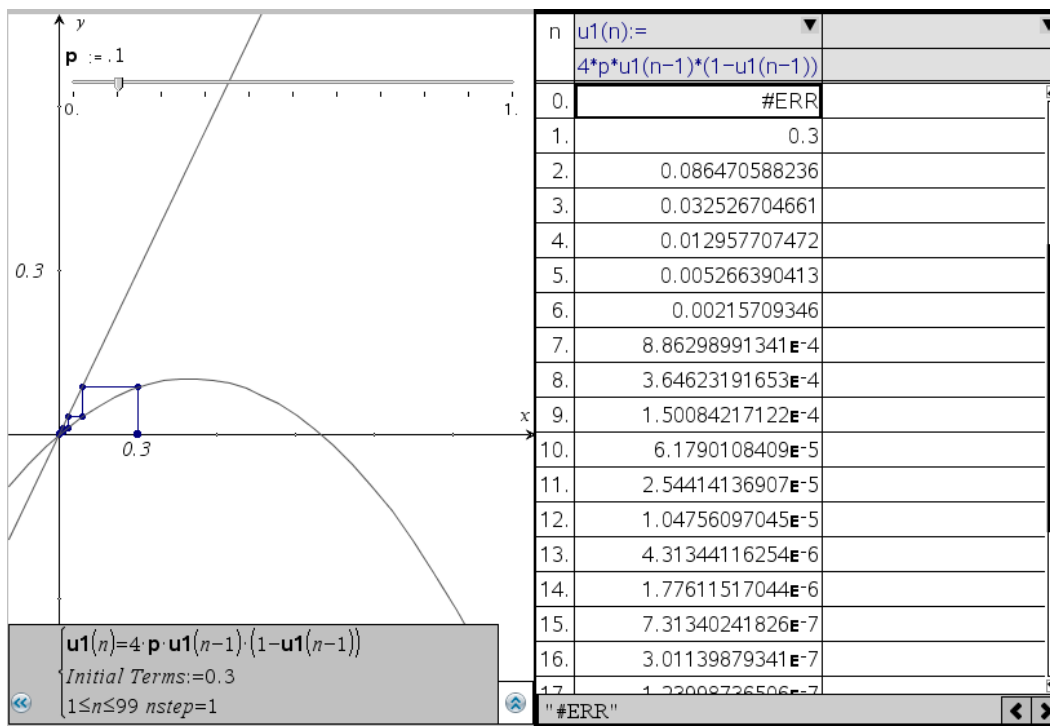 y
p := .1
0.
1.
0.3
x
0.3
u1(n)=4·p·u1(n−1)·(1−u1(n−1))
Initial Terms:=0.3
1≤n≤99 nstep=1
n u1(n):=
4*p*u1(n−1)*(1−u1(n−1))
0. #ERR
1. 0.3
2. 0.086470588236
3. 0.032526704661
4. 0.012957707472
5. 0.005266390413
6. 0.00215709346
7. 8.86298991341E-4
8. 3.64623191653E-4
9. 1.50084217122E-4
10. 6.1790108409E-5
11. 2.54414136907E-5
12. 1.04756097045E-5
13. 4.31344116254E-6
14. 1.77611517044E-6
15. 7.31340241826E-7
16. 3.01139879341E-7
"#ERR"